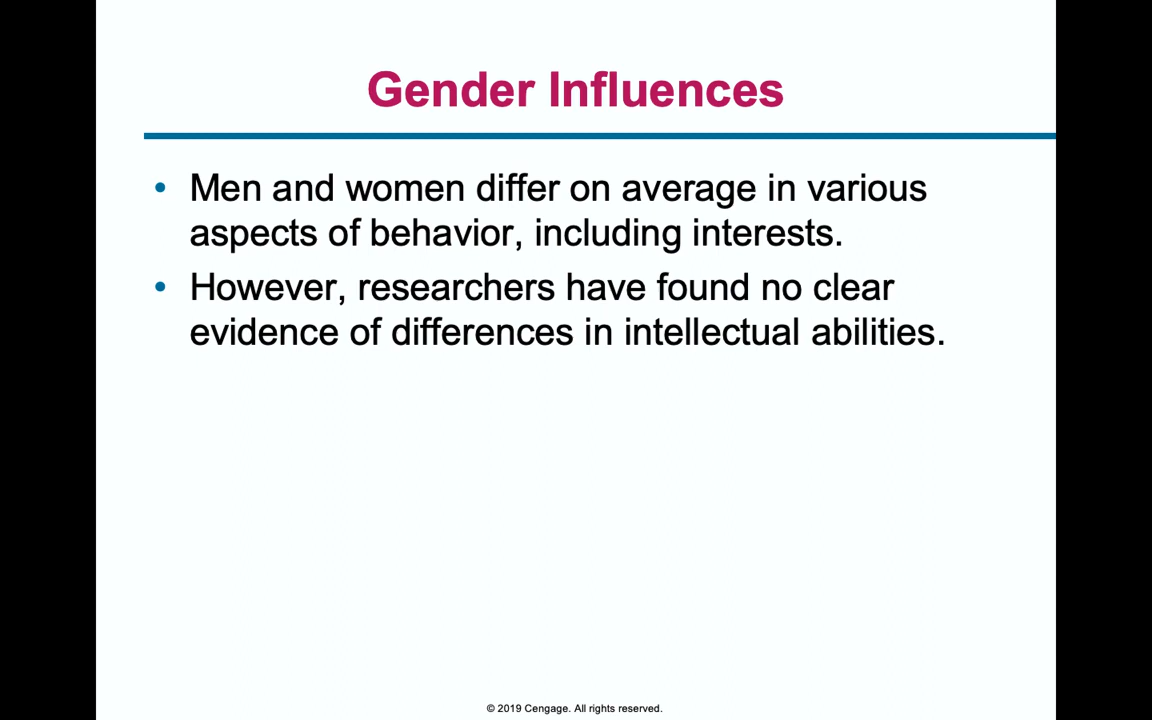 Gender Influences
• Men and women differ on average in various
aspects of behavior, including interests.
• However, researchers have found no clear
evidence of differences in intellectual abilities.
© 2019 Cengage. All rights reserved.